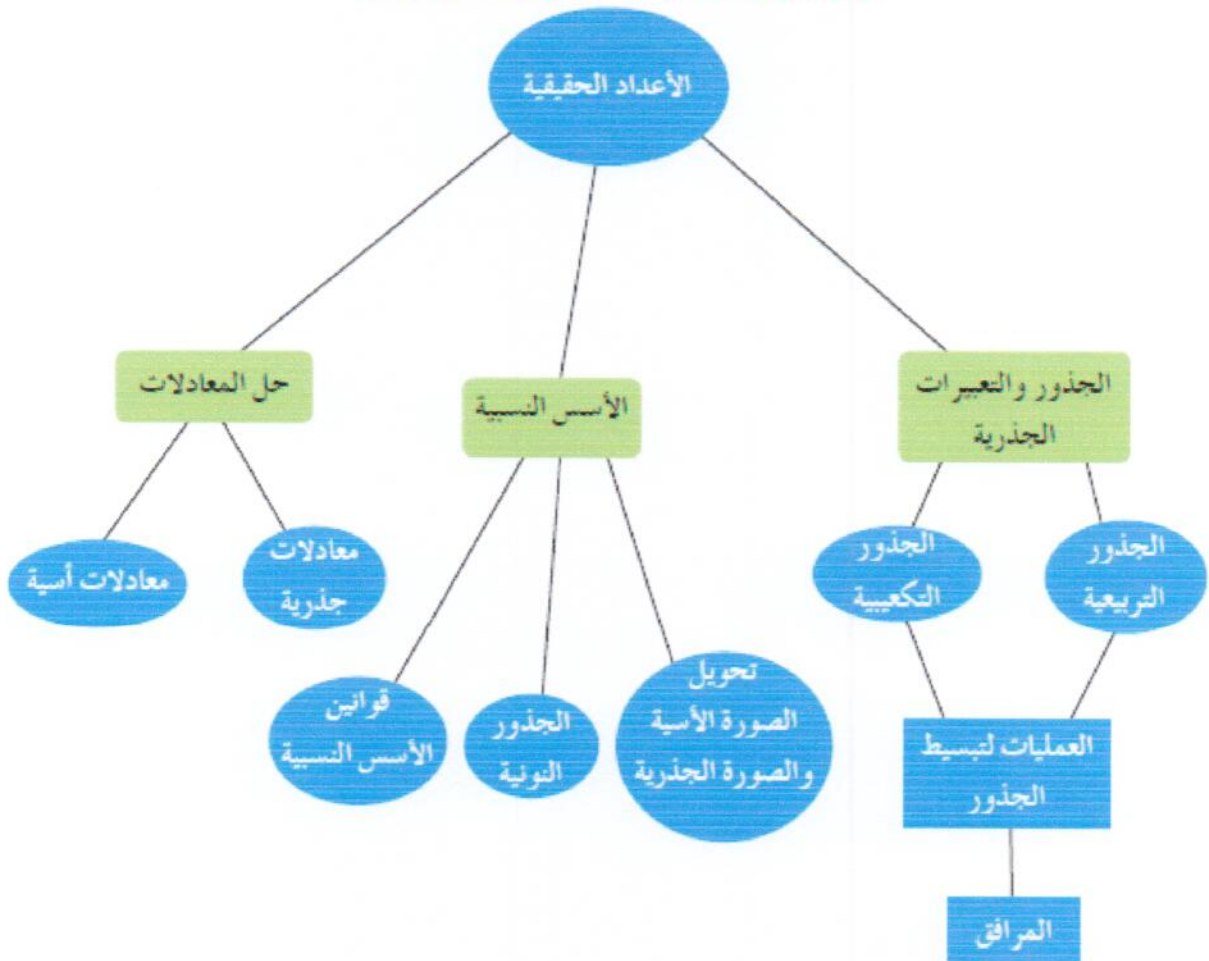 الأعداد الحقيقية
الجذور والتعبيرات
الجذرية
الأسس النسبية
حل المعادلات
الجذور
التربيعية
الجذور
التكعيبية
معادلات
جذرية
معادلات أسية
تحويل
الصورة الأسية
والصورة الجذرية
الجذور
النونية
قوانين
الأسس النسبية
العمليات لتبسيط
الجذور
المرافق